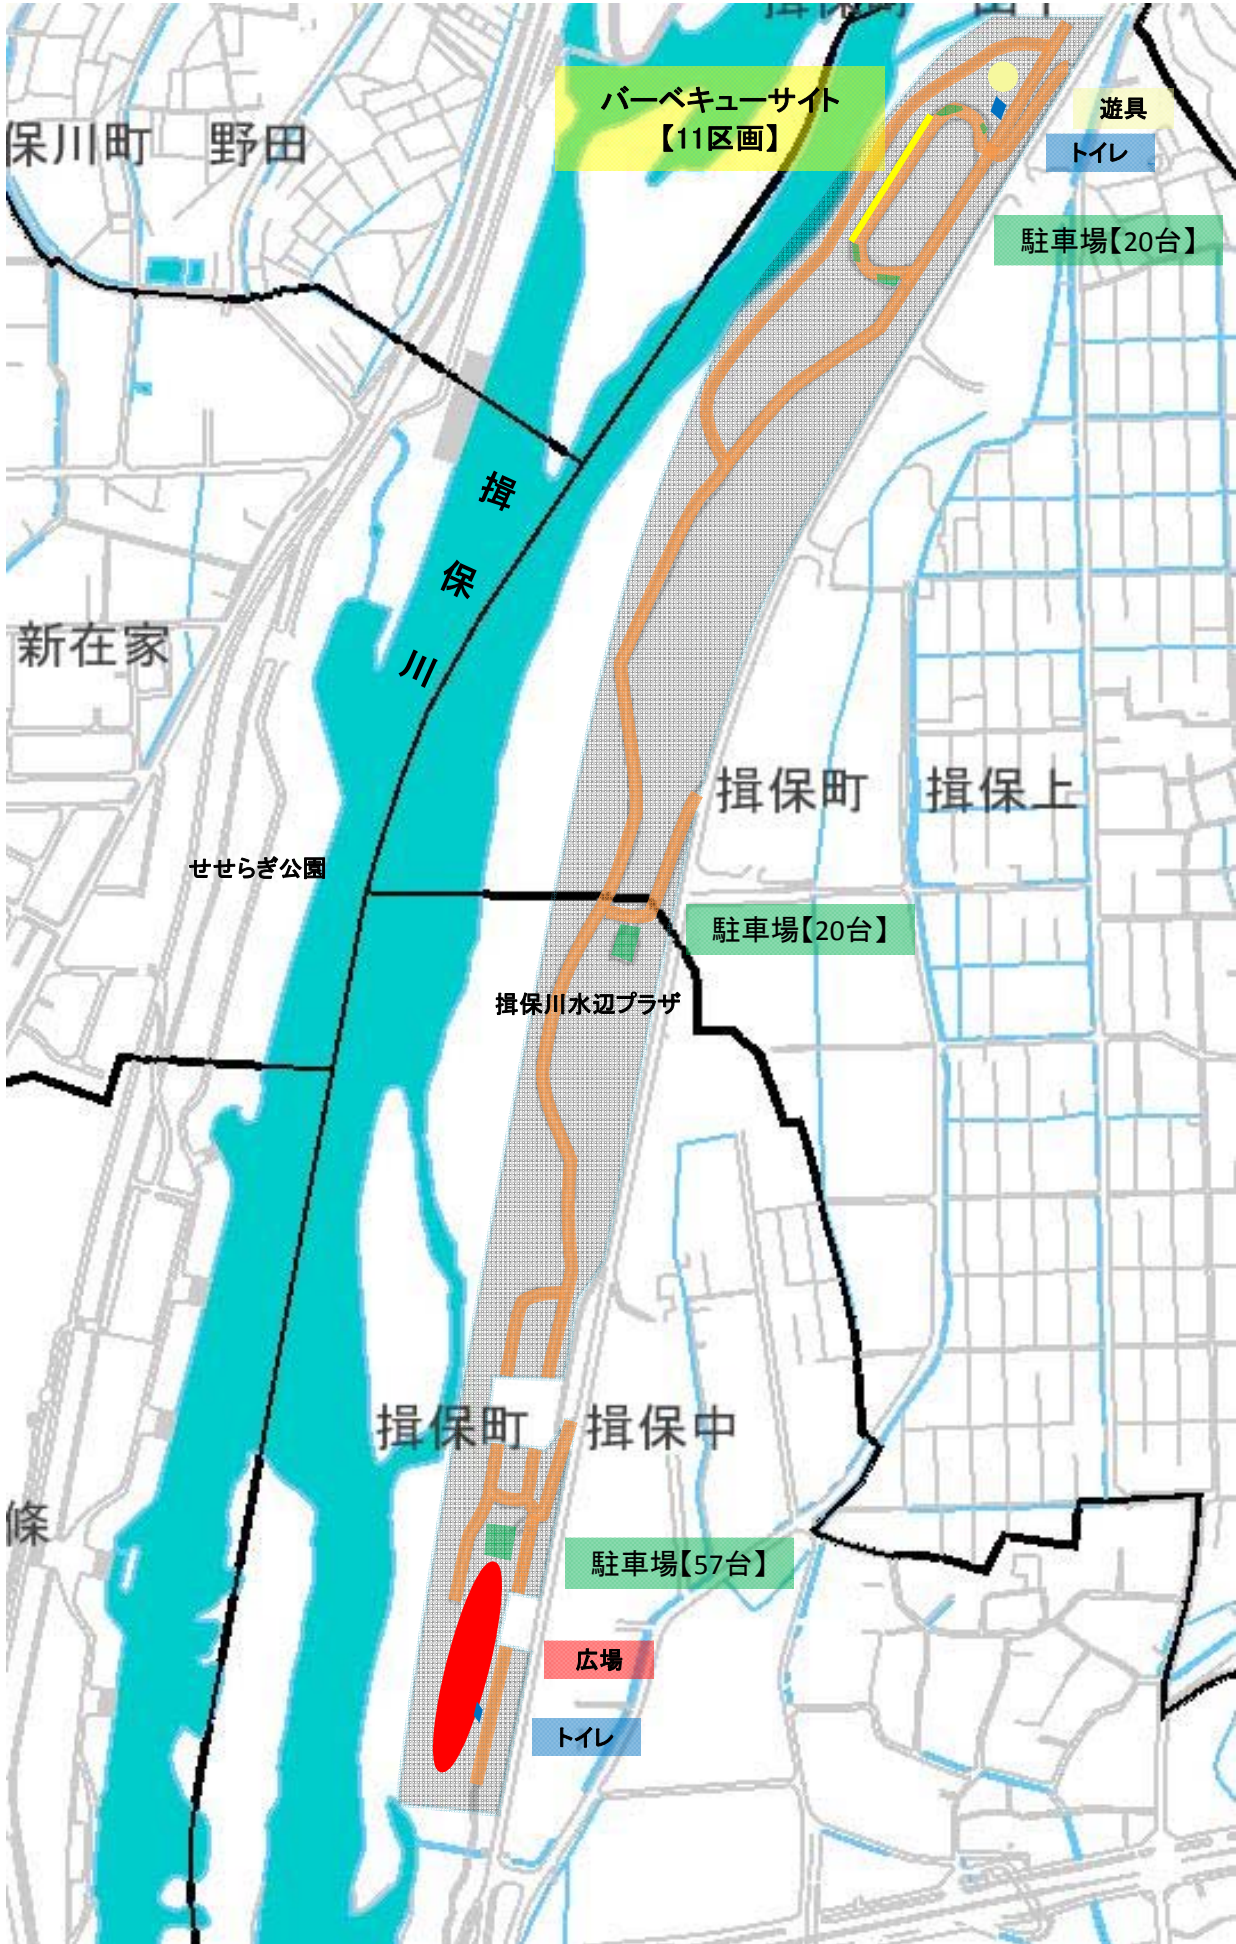 揖保町
バーベキューサイト
【11区画】
遊具
トイレ
保川町 野田
駐車場【20台】
揖
保
川
新在家
揖保町 揖保上
せせらぎ公園
駐車場【20台】
揖保川水辺プラザ
揖保町 揖保中
條
駐車場【57台】
広場
トイレ